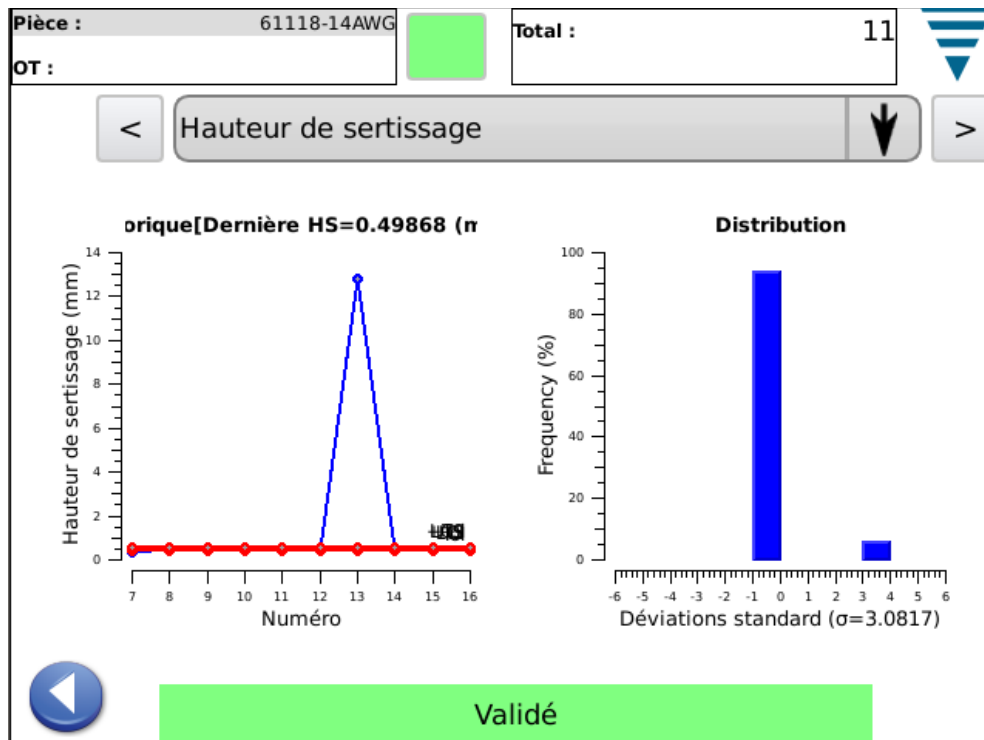 Pièce : 61118-14AWG
OT :
Total : 11
< Hauteur de sertissage >
orique[Dernière HS=0.49868 (m
Hauteur de sertissage (mm)
14
12
10
8
6
4
2
0
7 8 9 10 11 12 13 14 15 16
Numéro
Distribution
Frequency (%)
100
80
60
40
20
0
-6 -5 -4 -3 -2 -1 0 1 2 3 4 5 6
Déviations standard (σ=3.0817)
Validé